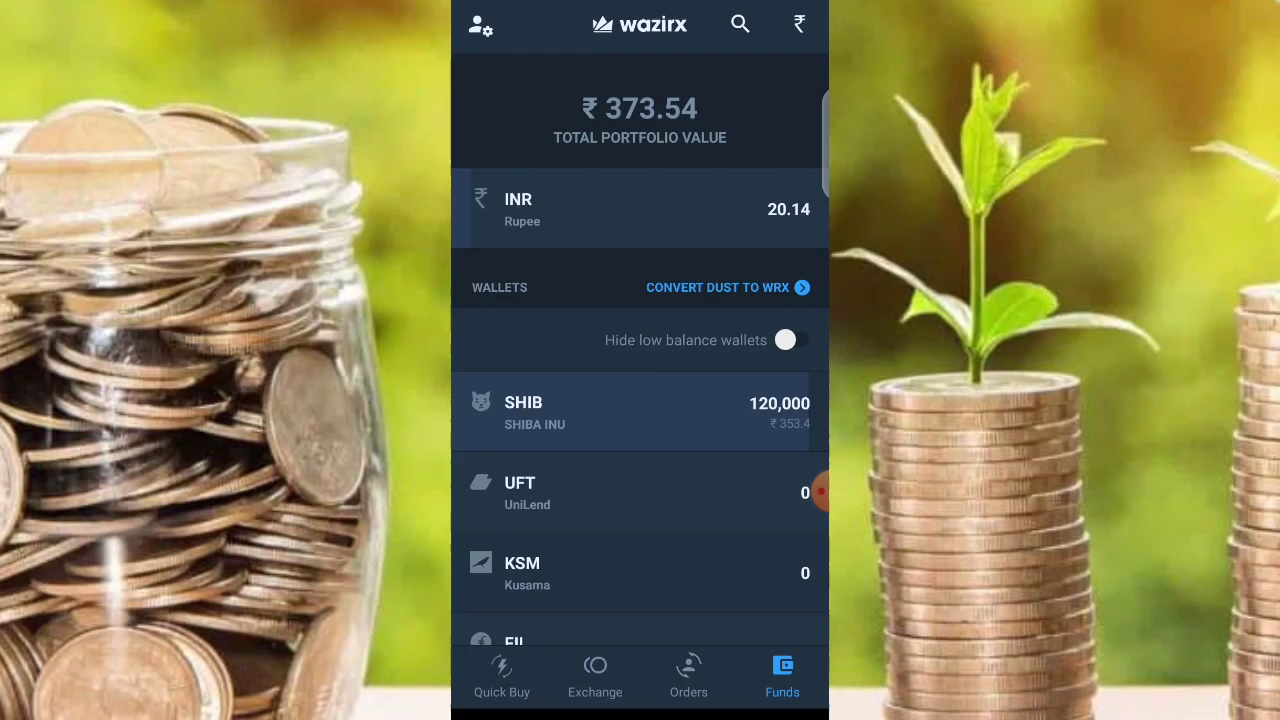 wazirx
₹
₹ 373.54
TOTAL PORTFOLIO VALUE
₹ INR
Rupee
20.14
WALLETS
CONVERT DUST TO WRX
Hide low balance wallets
SHIB
SHIBA INU
120,000
₹ 353.4
UFT
UniLend
0
KSM
Kusama
0
Quick Buy
Exchange
Orders
Funds